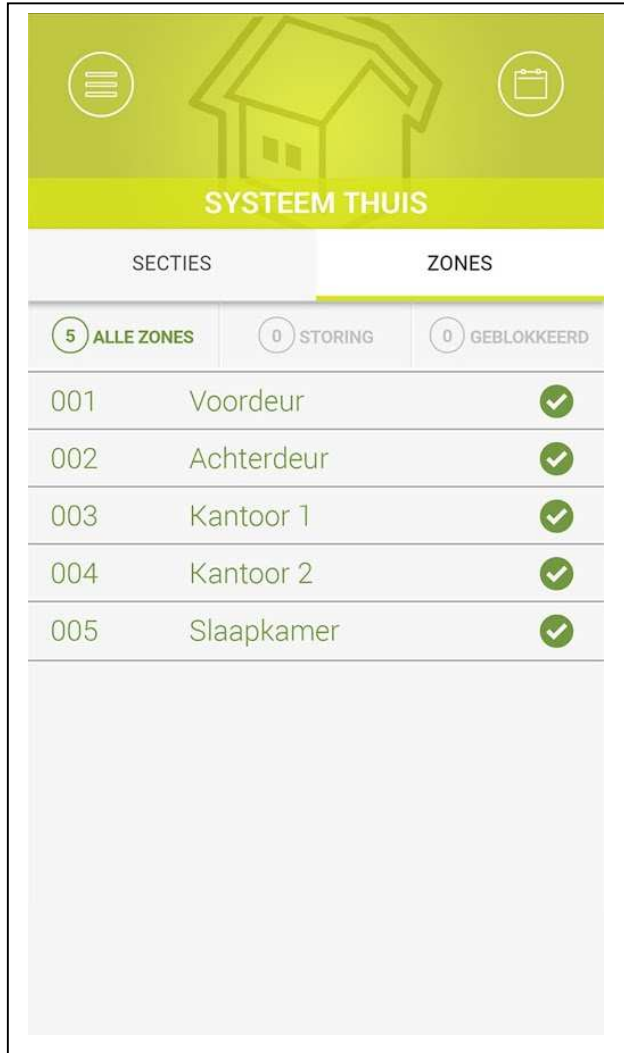 SYSTEEM THUIS
SECTIES ZONES
5 ALLE ZONES 0 STORING 0 GEBLOKKEERD
001 Voordeur
002 Achterdeur
003 Kantoor 1
004 Kantoor 2
005 Slaapkamer